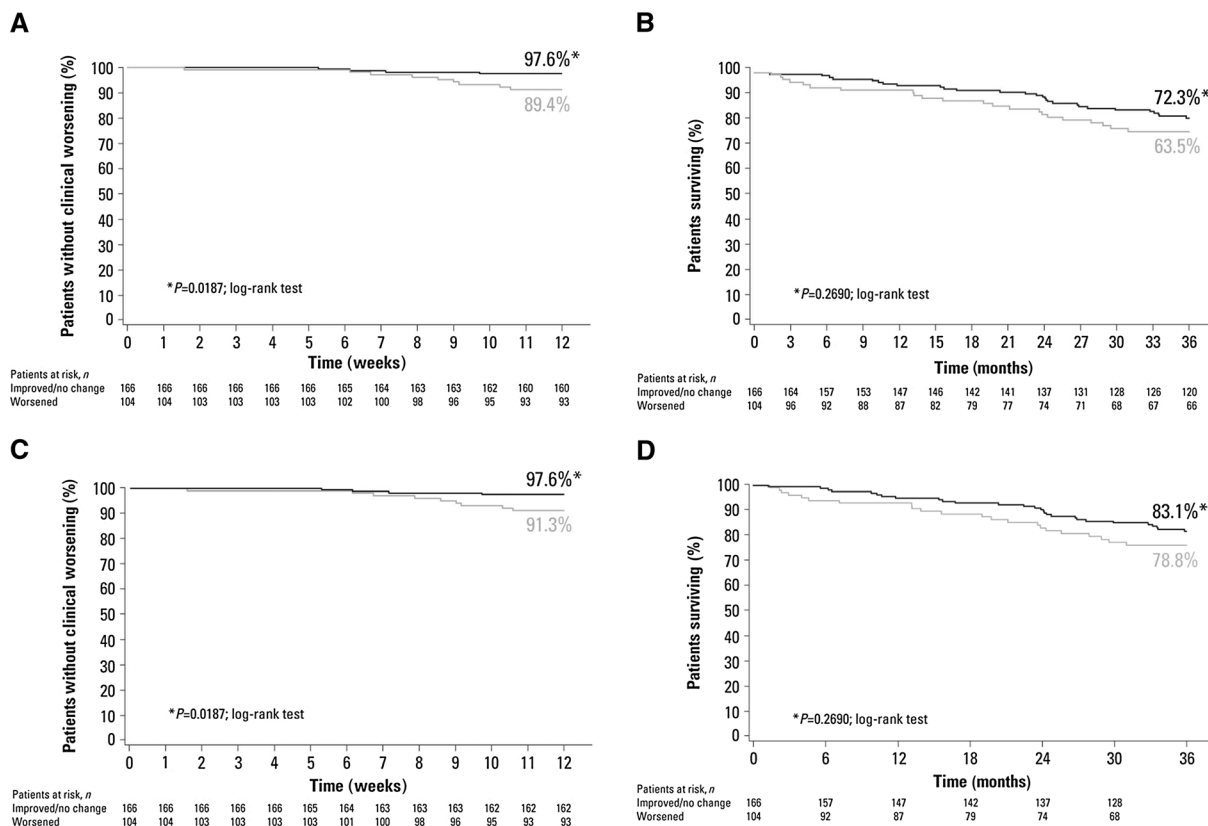 A
Patients without clinical worsening (%)
100
90
80
70
60
50
40
30
20
10
0
97.6%*
89.4%
*P=0.0187; log-rank test
0 1 2 3 4 5 6 7 8 9 10 11 12
Time (weeks)
Patients at risk, n
Improved/no change 166 166 166 166 166 166 165 164 163 163 162 160 160
Worsened 104 104 103 103 103 103 102 100 98 96 95 93 93
B
Patients surviving (%)
100
90
80
70
60
50
40
30
20
10
0
72.3%*
63.5%
*P=0.2690; log-rank test
0 3 6 9 12 15 18 21 24 27 30 33 36
Time (months)
Patients at risk, n
Improved/no change 166 164 157 153 147 146 142 141 137 131 128 126 120
Worsened 104 96 92 88 87 82 79 77 74 71 68 67 66
C
Patients without clinical worsening (%)
100
90
80
70
60
50
40
30
20
10
0
97.6%*
91.3%
*P=0.0187; log-rank test
0 1 2 3 4 5 6 7 8 9 10 11 12
Time (weeks)
Patients at risk, n
Improved/no change 166 166 166 166 166 165 164 163 163 163 162 162 162
Worsened 104 104 103 103 103 103 101 100 98 96 95 93 93
D
Patients surviving (%)
100
90
80
70
60
50
40
30
20
10
0
83.1%*
78.8%
*P=0.2690; log-rank test
0 6 12 18 24 30 36
Time (months)
Patients at risk, n
Improved/no change 166 157 147 142 137 128
Worsened 104 92 87 79 74 68